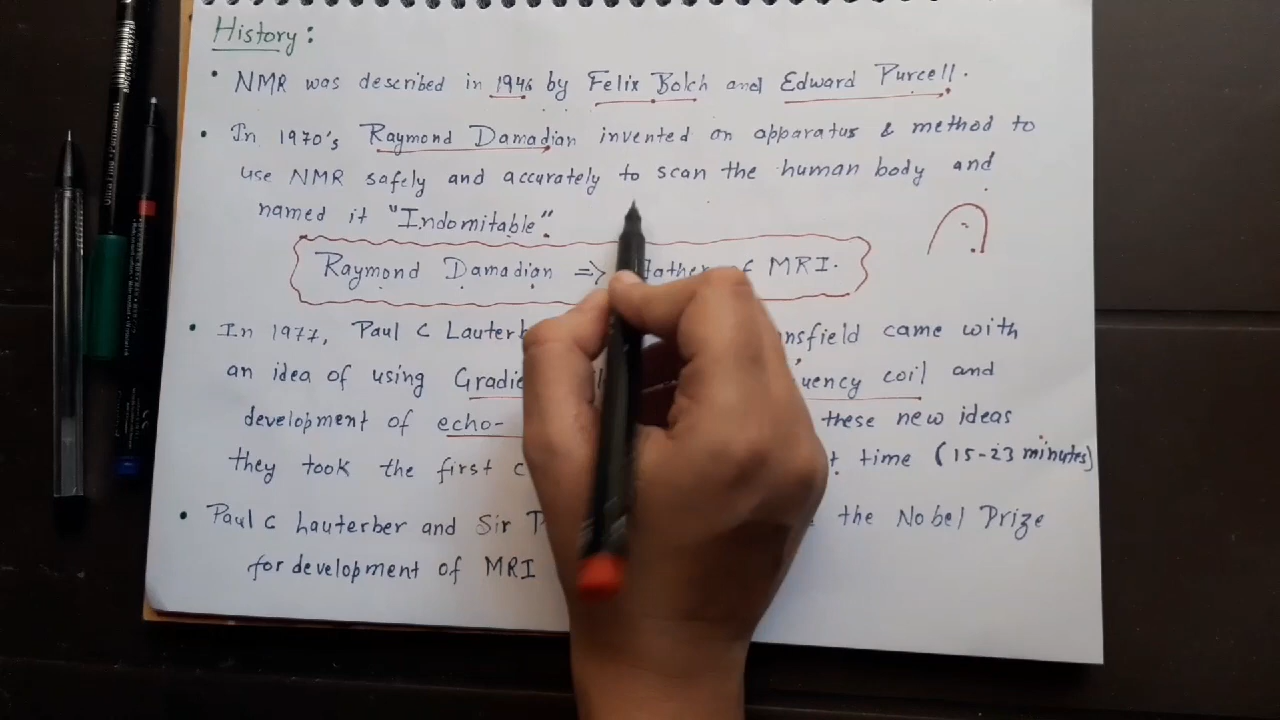 History:
• NMR was described in 1946 by Felix Bolch and Edward Purcell.
• In 1970's Raymond Damadian invented an apparatus & method to
use NMR safely and accurately to scan the human body and
named it "Indomitable".
Raymond Damadian => Father of MRI.
• In 1977, Paul C Lauterb nsfield came with
an idea of using Gradie uency coil and
development of echo- these new ideas
they took the first t time (15-23 minutes)
• Paul C Lauterber and Sir the Nobel Prize
for development of MRI